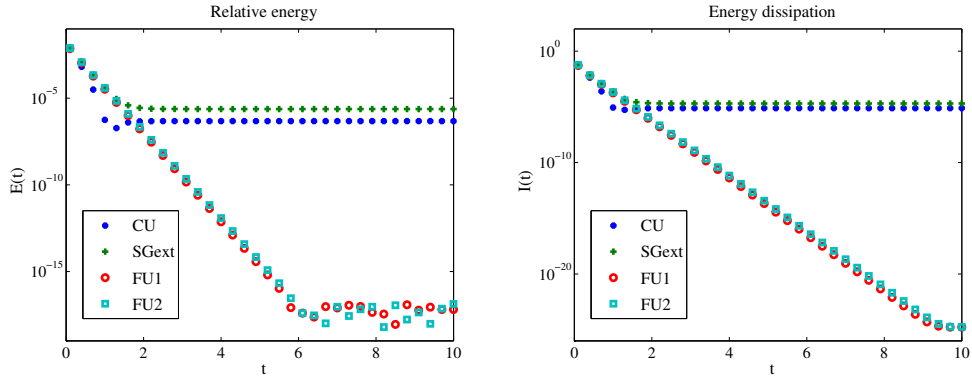 Relative energy
E(t)
10^-5
10^-10
10^-15
CU
SGext
FU1
FU2
0 2 4 6 8 10
t
Energy dissipation
I(t)
10^0
10^-10
10^-20
CU
SGext
FU1
FU2
0 2 4 6 8 10
t